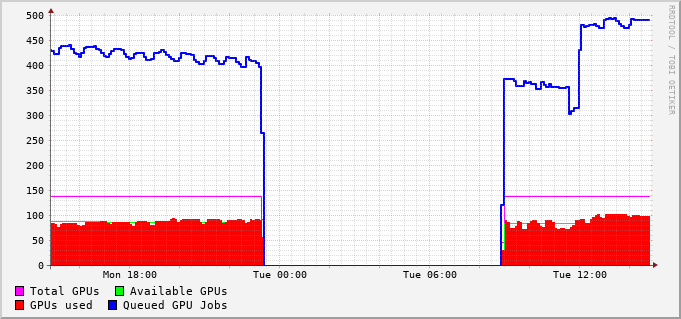 500
450
400
350
300
250
200
150
100
50
0
Mon 18:00 Tue 00:00 Tue 06:00 Tue 12:00
Total GPUs Available GPUs
GPUs used Queued GPU Jobs
RRDTOOL / TOBI OETIKER